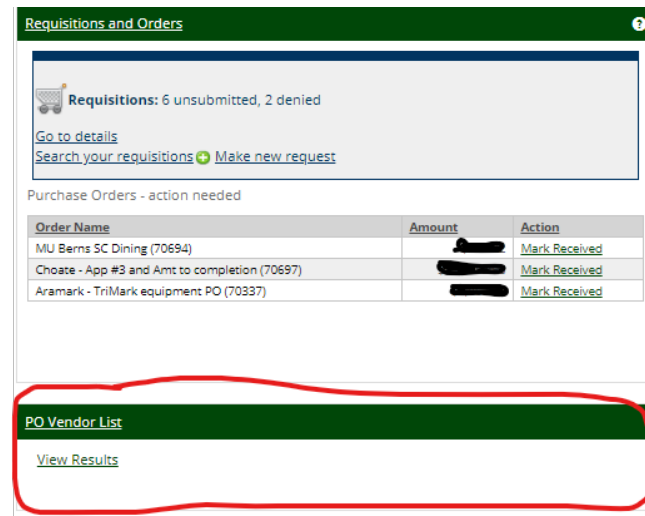 Requisitions and Orders ?
Requisitions: 6 unsubmitted, 2 denied
Go to details
Search your requisitions Make new request
Purchase Orders - action needed
Order Name Amount Action
MU Berns SC Dining (70694) Mark Received
Choate - App #3 and Amt to completion (70697) Mark Received
Aramark - TriMark equipment PO (70337) Mark Received
PO Vendor List
View Results